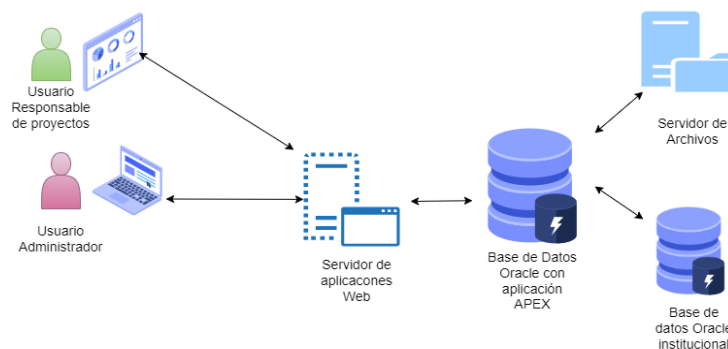 Usuario
Responsable
de proyectos
Usuario
Administrador
Servidor de
aplicacones
Web
Base de Datos
Oracle con
aplicación
APEX
Servidor de
Archivos
Base de
datos Oracle
institucional